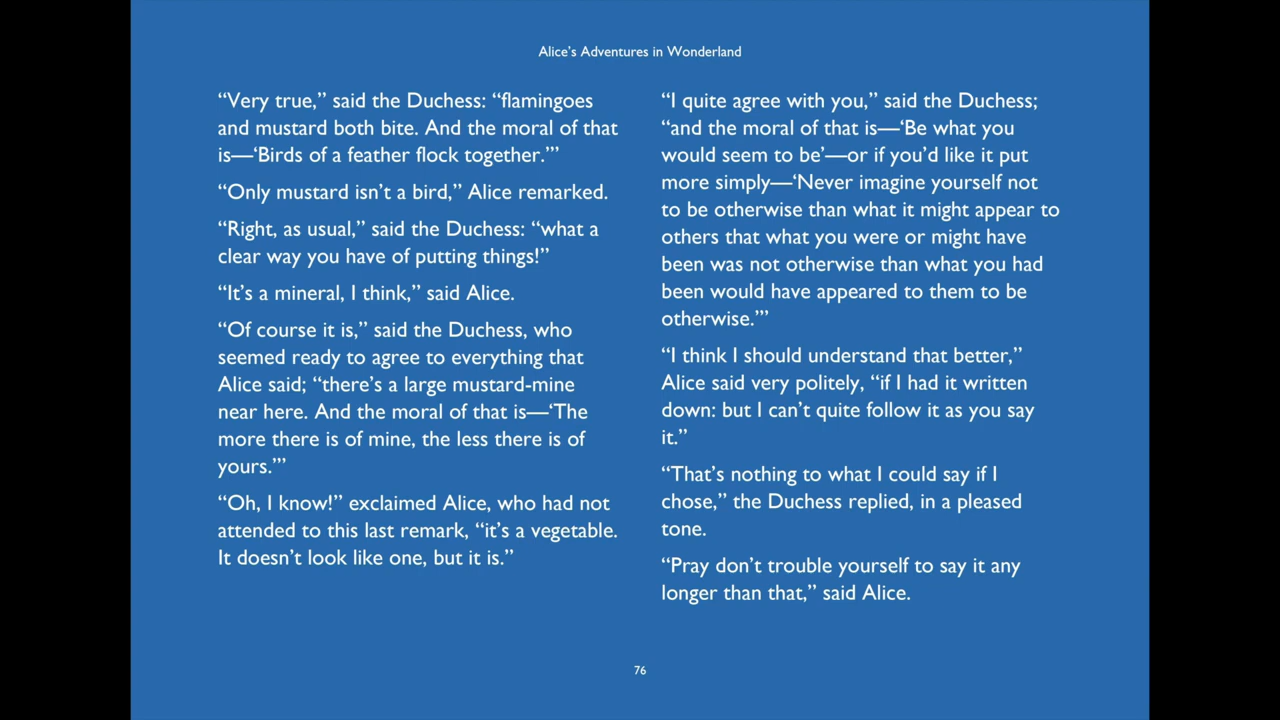 Alice’s Adventures in Wonderland
“Very true,” said the Duchess: “flamingoes
and mustard both bite. And the moral of that
is—‘Birds of a feather flock together.’”
“Only mustard isn’t a bird,” Alice remarked.
“Right, as usual,” said the Duchess: “what a
clear way you have of putting things!”
“It’s a mineral, I think,” said Alice.
“Of course it is,” said the Duchess, who
seemed ready to agree to everything that
Alice said; “there’s a large mustard-mine
near here. And the moral of that is—‘The
more there is of mine, the less there is of
yours.’”
“Oh, I know!” exclaimed Alice, who had not
attended to this last remark, “it’s a vegetable.
It doesn’t look like one, but it is.”
“I quite agree with you,” said the Duchess;
“and the moral of that is—‘Be what you
would seem to be’—or if you’d like it put
more simply—‘Never imagine yourself not
to be otherwise than what it might appear to
others that what you were or might have
been was not otherwise than what you had
been would have appeared to them to be
otherwise.’”
“I think I should understand that better,”
Alice said very politely, “if I had it written
down: but I can’t quite follow it as you say
it.”
“That’s nothing to what I could say if I
chose,” the Duchess replied, in a pleased
tone.
“Pray don’t trouble yourself to say it any
longer than that,” said Alice.
76